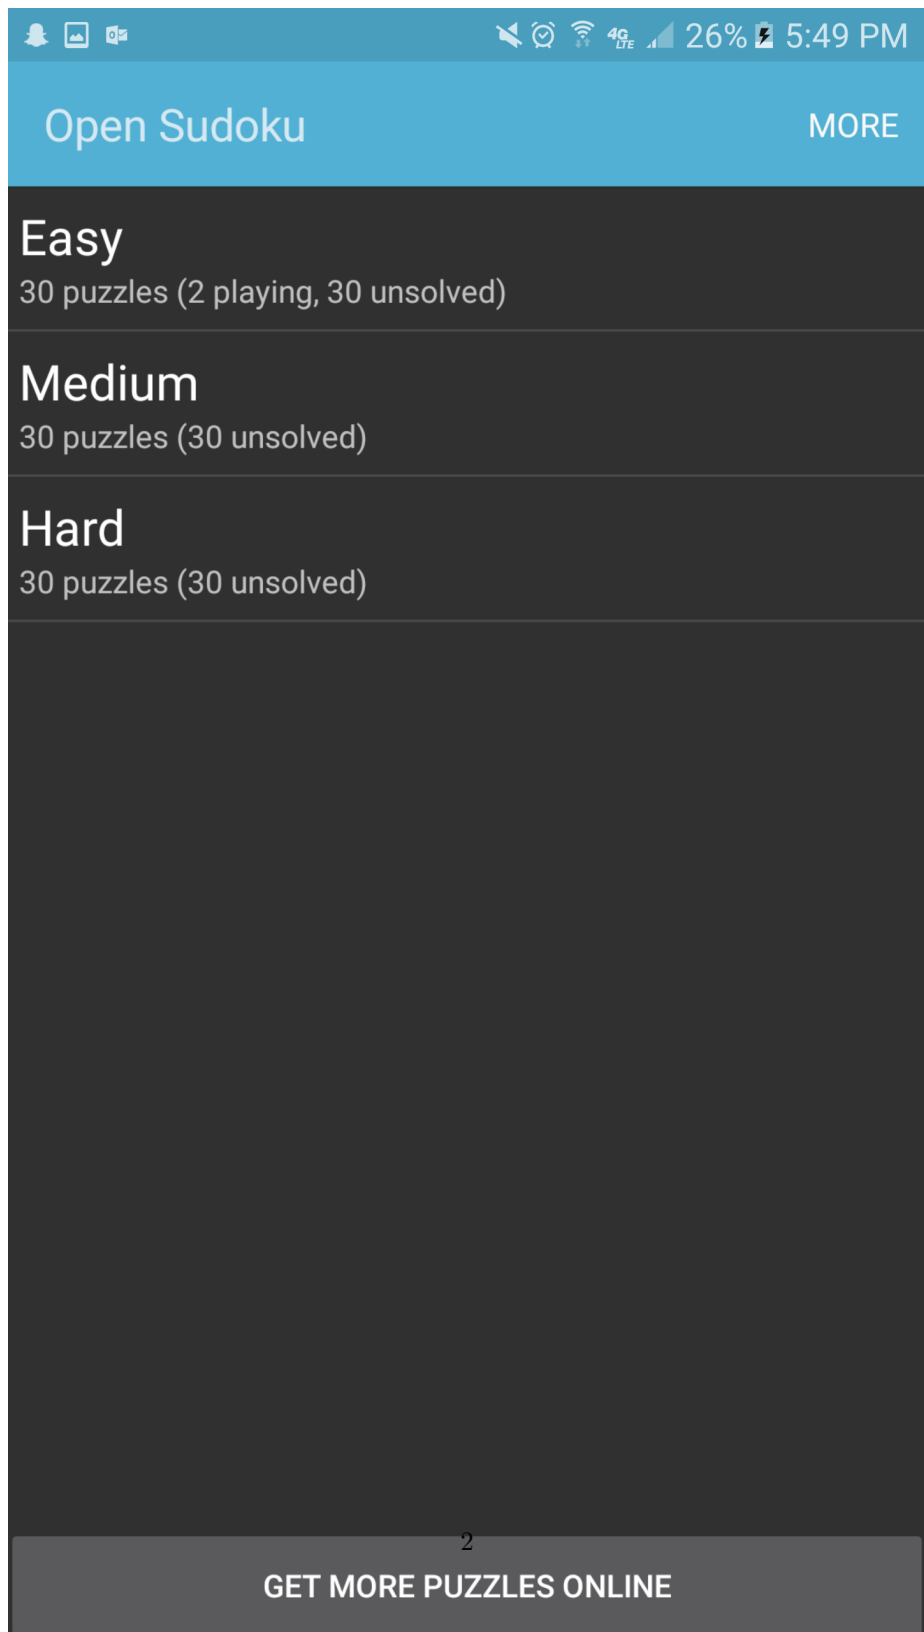 26% 5:49 PM
Open Sudoku MORE
Easy
30 puzzles (2 playing, 30 unsolved)
Medium
30 puzzles (30 unsolved)
Hard
30 puzzles (30 unsolved)
2
GET MORE PUZZLES ONLINE